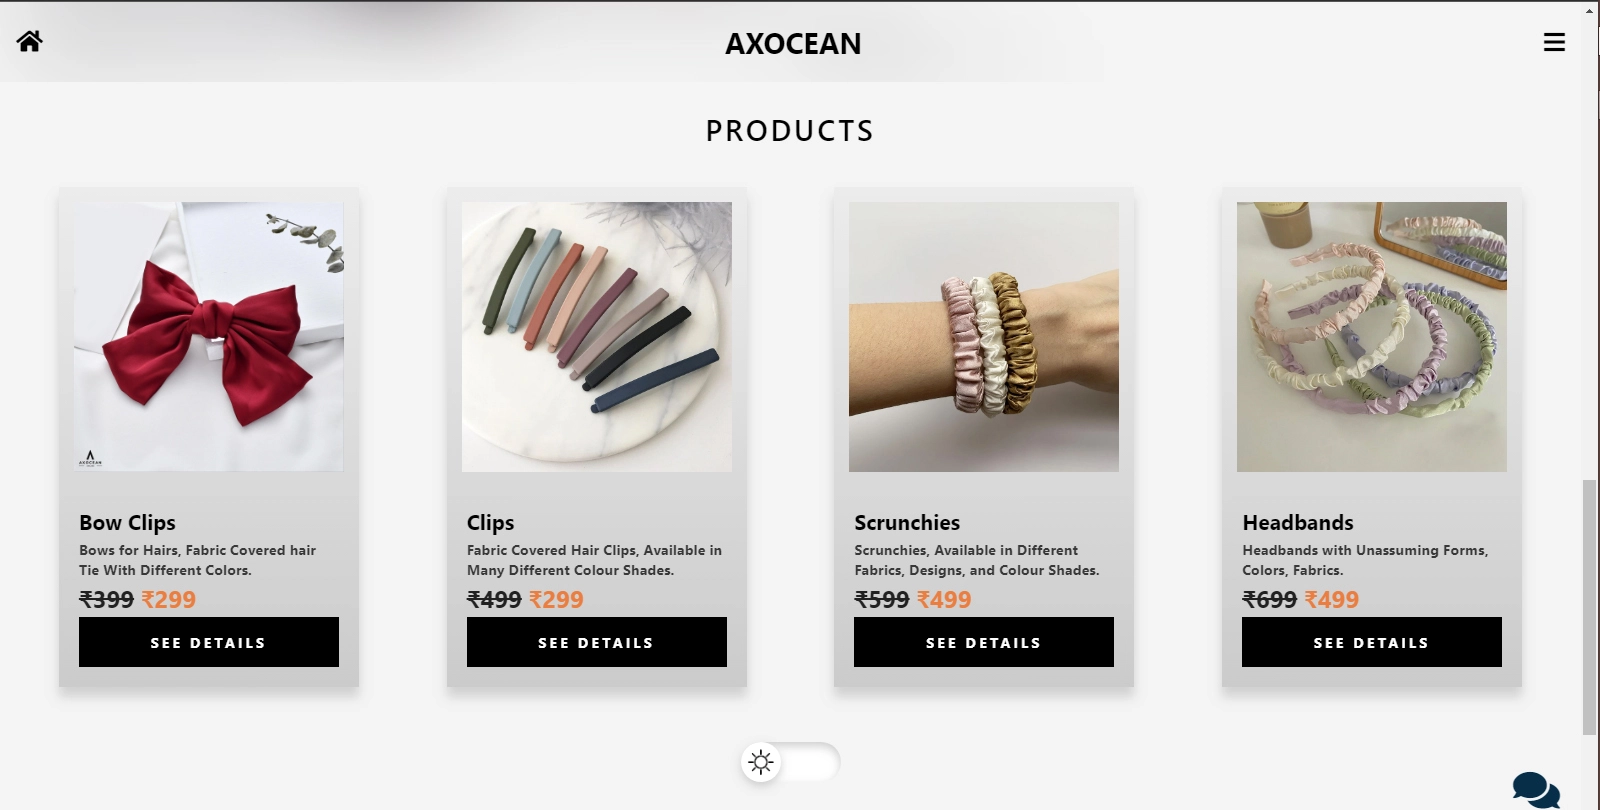 AXOCEAN
PRODUCTS
AXOCEAN
Bow Clips
Bows for Hairs, Fabric Covered hair
Tie With Different Colors.
₹399 ₹299
SEE DETAILS
Clips
Fabric Covered Hair Clips, Available in
Many Different Colour Shades.
₹499 ₹299
SEE DETAILS
Scrunchies
Scrunchies, Available in Different
Fabrics, Designs, and Colour Shades.
₹599 ₹499
SEE DETAILS
Headbands
Headbands with Unassuming Forms,
Colors, Fabrics.
₹699 ₹499
SEE DETAILS